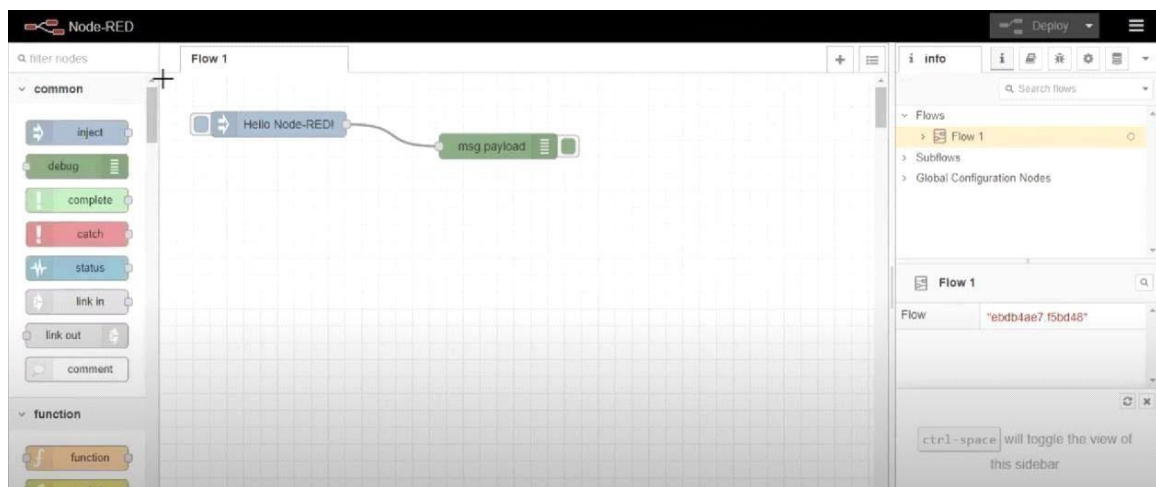 Node-RED
Deploy
filter nodes
Flow 1
info
i
Search flows
common
Flows
Flow 1
Subflows
Global Configuration Nodes
inject
debug
complete
catch
status
link in
link out
comment
function
function
Hello Node-RED!
msg.payload
Flow 1
Flow
"ebdb4ae7.f5bd48"
ctrl-space will toggle the view of
this sidebar